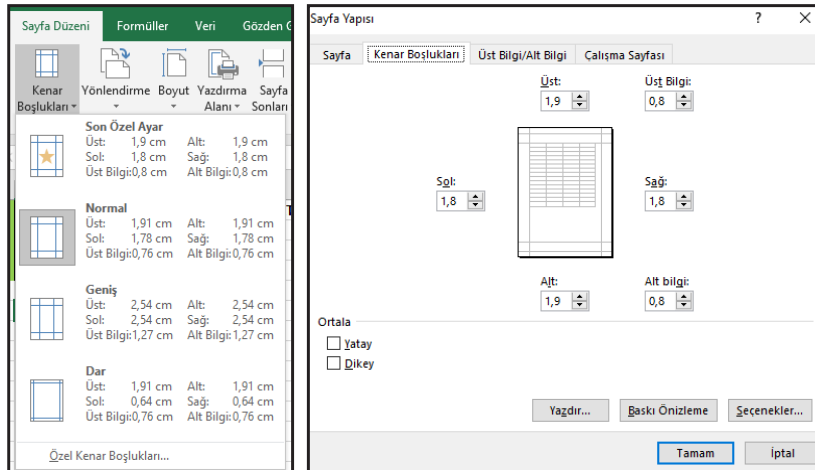 Sayfa Düzeni Formüller Veri Gözden G
Kenar Boşlukları Yönlendirme Boyut Yazdırma Alanı Sayfa Sonları
Son Özel Ayar
Üst: 1,9 cm Alt: 1,9 cm
Sol: 1,8 cm Sağ: 1,8 cm
Üst Bilgi:0,8 cm Alt Bilgi:0,8 cm
Normal
Üst: 1,91 cm Alt: 1,91 cm
Sol: 1,78 cm Sağ: 1,78 cm
Üst Bilgi:0,76 cm Alt Bilgi:0,76 cm
Geniş
Üst: 2,54 cm Alt: 2,54 cm
Sol: 2,54 cm Sağ: 2,54 cm
Üst Bilgi:1,27 cm Alt Bilgi:1,27 cm
Dar
Üst: 1,91 cm Alt: 1,91 cm
Sol: 0,64 cm Sağ: 0,64 cm
Üst Bilgi:0,76 cm Alt Bilgi:0,76 cm
Özel Kenar Boşlukları...
Sayfa Yapısı ?
Sayfa Kenar Boşlukları Üst Bilgi/Alt Bilgi Çalışma Sayfası
Üst: Üst Bilgi:
1,9 0,8
Sol: Sağ:
1,8 1,8
Alt: Alt bilgi:
1,9 0,8
Ortala
Yatay
Dikey
Yazdır... Baskı Önizleme Seçenekler...
Tamam İptal